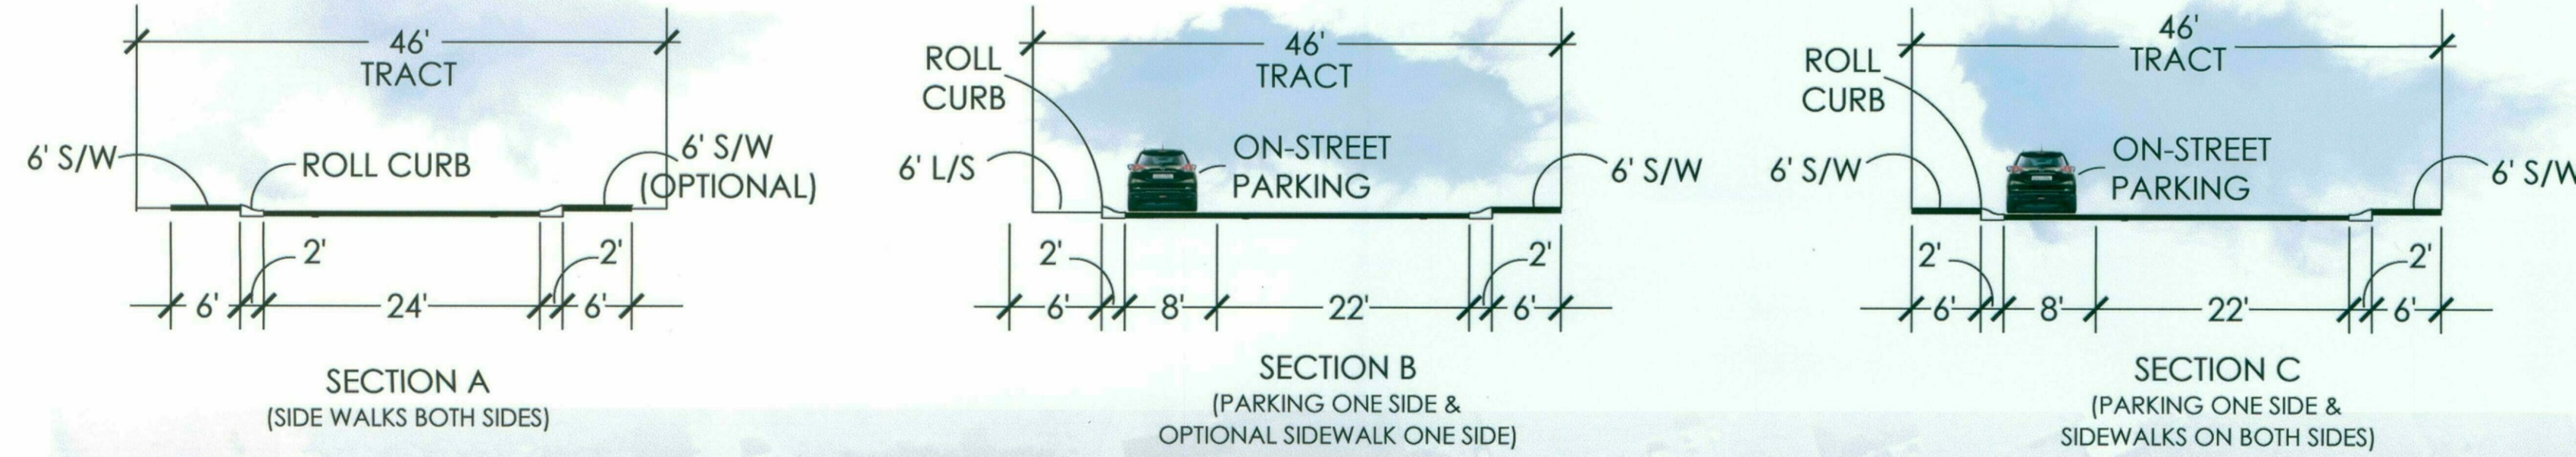 46'
TRACT
6' S/W
ROLL CURB
6' S/W
(OPTIONAL)
2'
2'
6'
24'
6'
SECTION A
(SIDE WALKS BOTH SIDES)
46'
TRACT
ROLL
CURB
6' L/S
ON-STREET
PARKING
6' S/W
2'
2'
6'
8'
22'
6'
SECTION B
(PARKING ONE SIDE &
OPTIONAL SIDEWALK ONE SIDE)
46'
TRACT
ROLL
CURB
6' S/W
ON-STREET
PARKING
6' S/W
2'
2'
6'
8'
22'
6'
SECTION C
(PARKING ONE SIDE &
SIDEWALKS ON BOTH SIDES)